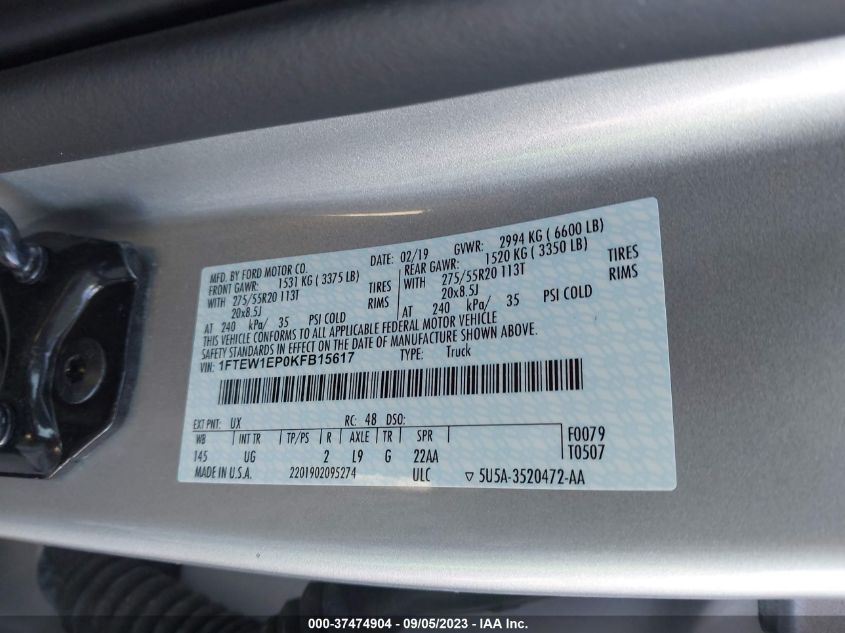 MFD. BY FORD MOTOR CO. DATE: 02/19 GVWR: 2994 KG ( 6600 LB)
FRONT GAWR: 1531 KG ( 3375 LB) REAR GAWR: 1520 KG ( 3350 LB)
WITH 275/55R20 113T TIRES WITH 275/55R20 113T TIRES
20x8.5J RIMS 20x8.5J RIMS
AT 240 kPa/ 35 PSI COLD AT 240 kPa/ 35 PSI COLD
THIS VEHICLE CONFORMS TO ALL APPLICABLE FEDERAL MOTOR VEHICLE
SAFETY STANDARDS IN EFFECT ON THE DATE OF MANUFACTURE SHOWN ABOVE.
VIN: 1FTEW1EP0KFB15617 TYPE: Truck
EXT PNT: UX RC: 48 DSO:
WB INT TR TP/PS R AXLE TR SPR F0079
145 UG 2 L9 G 22AA T0507
MADE IN U.S.A. 2201902095274 ULC ▽ 5U5A-3520472-AA
000-37474904 - 09/05/2023 - IAA Inc.